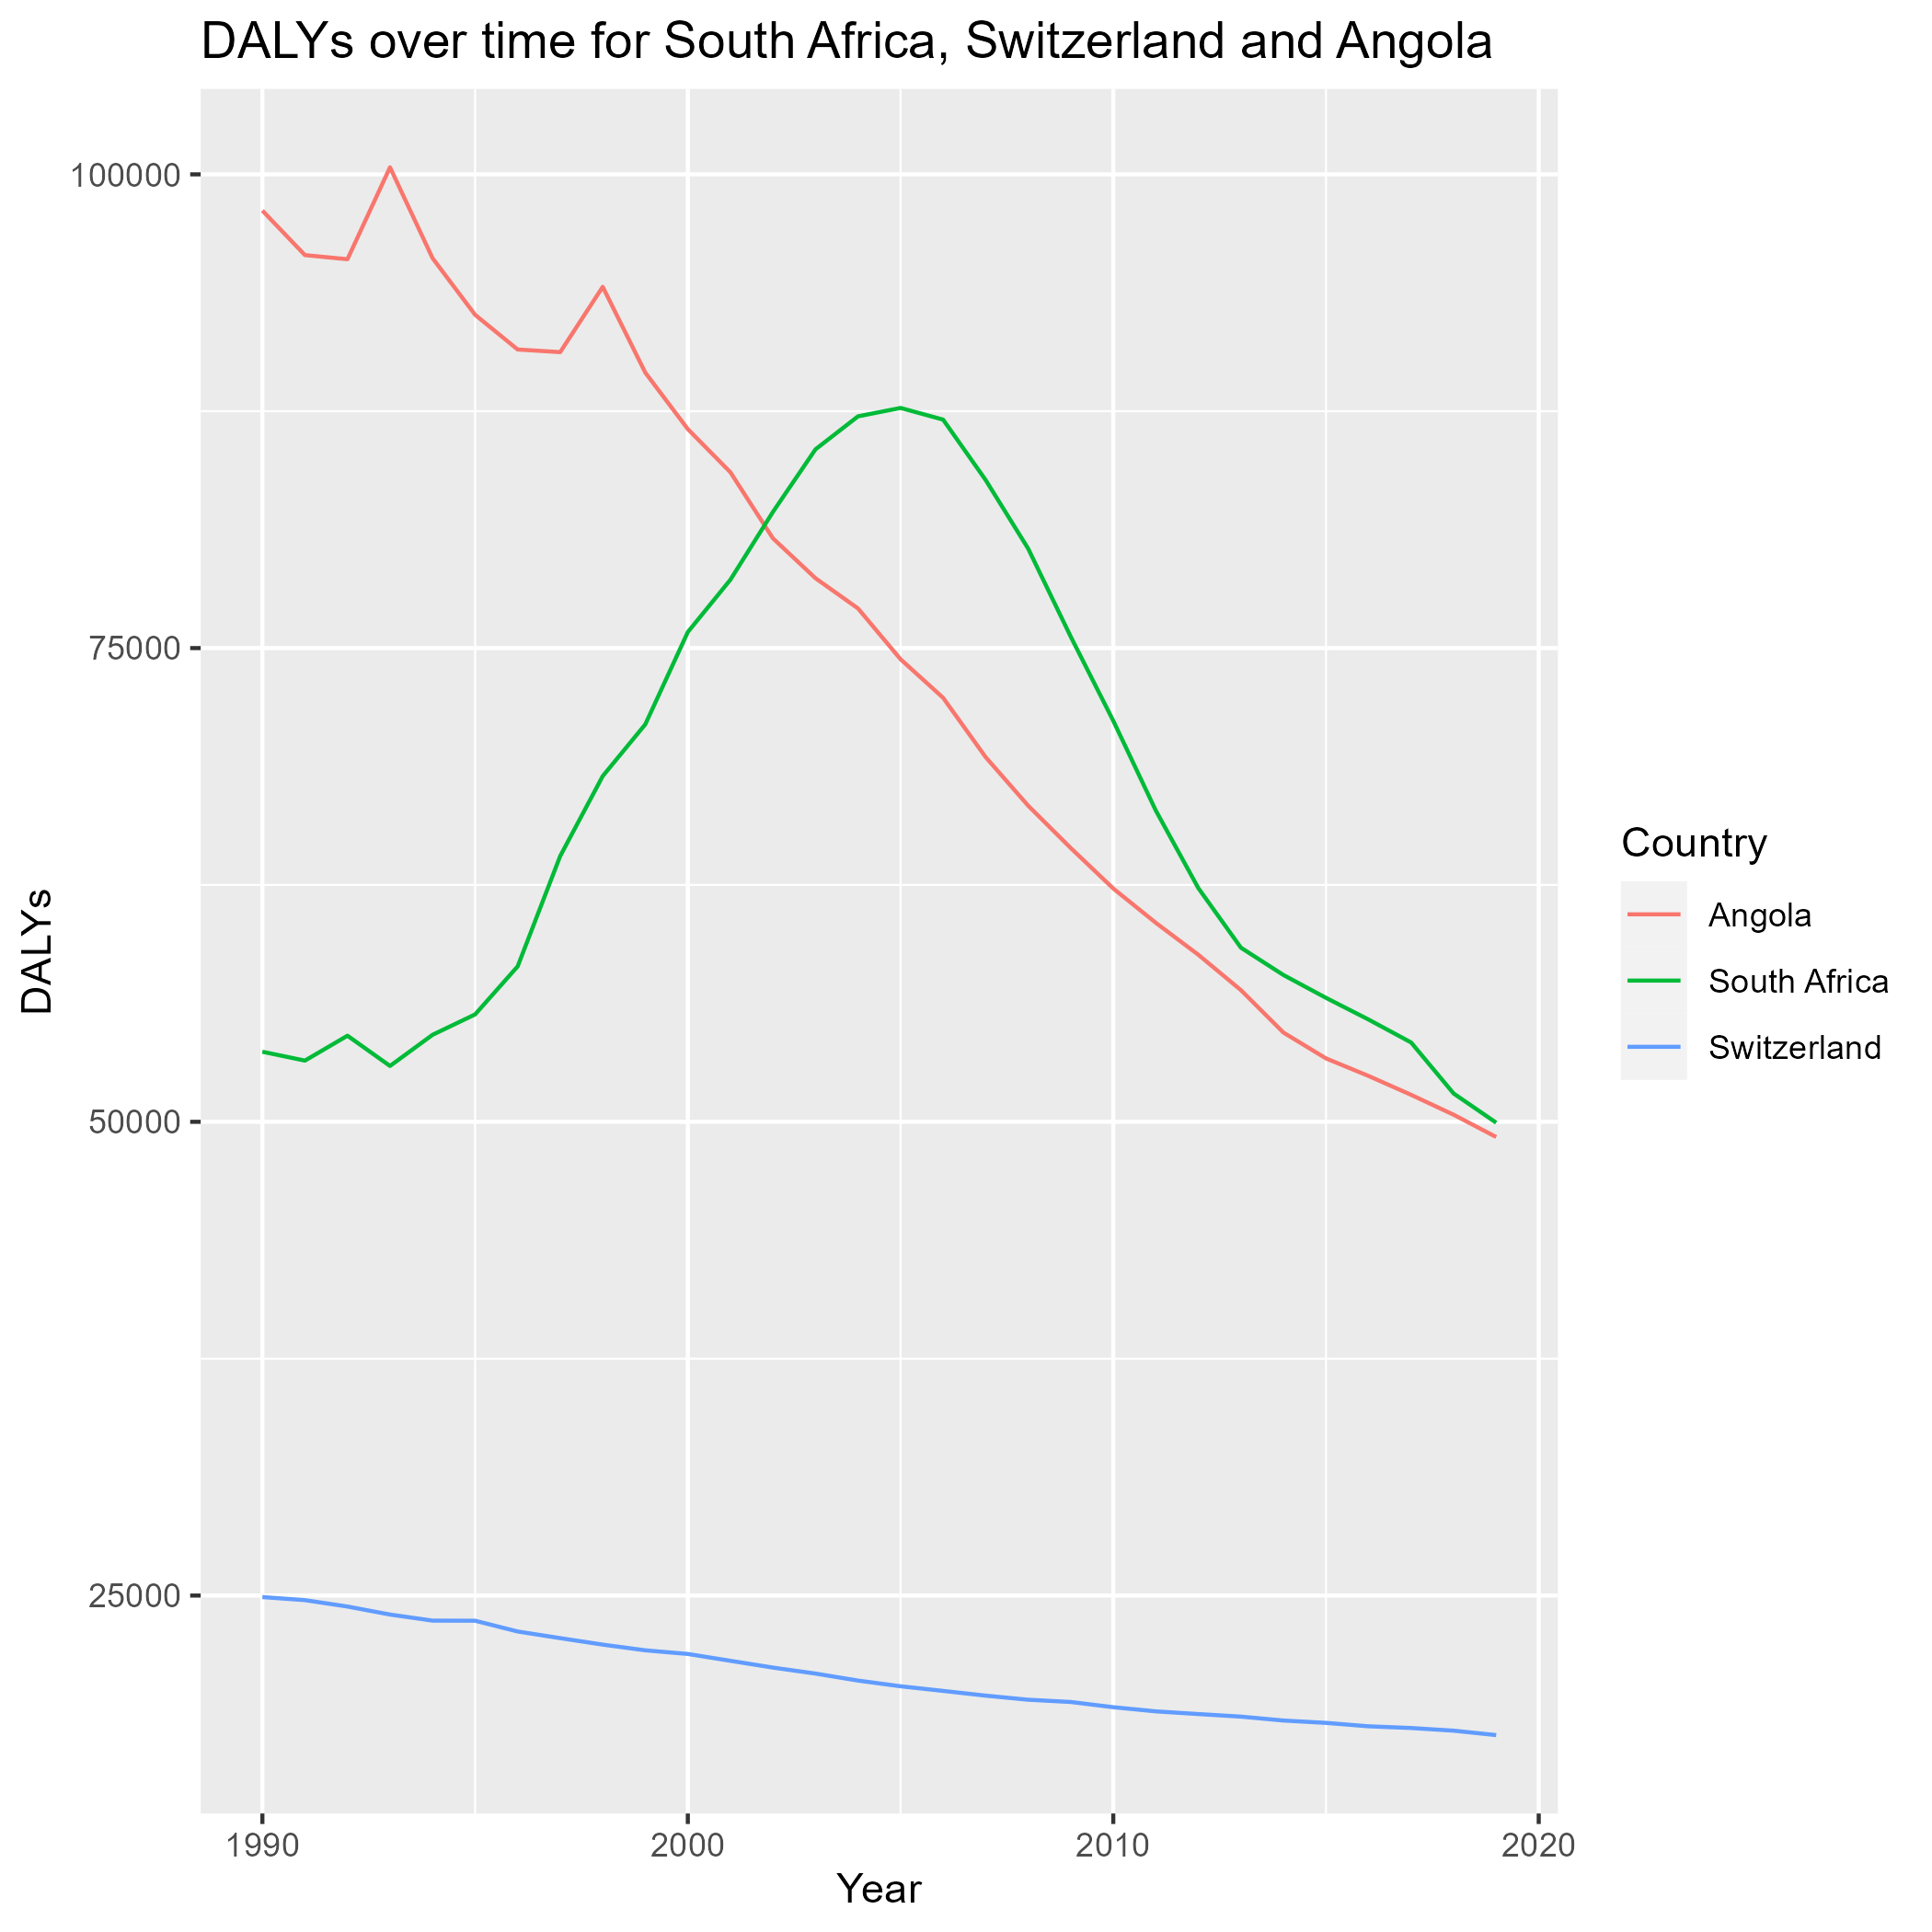 DALYs over time for South Africa, Switzerland and Angola
DALYs
100000
75000
50000
25000
1990
2000
2010
2020
Year
Country
Angola
South Africa
Switzerland